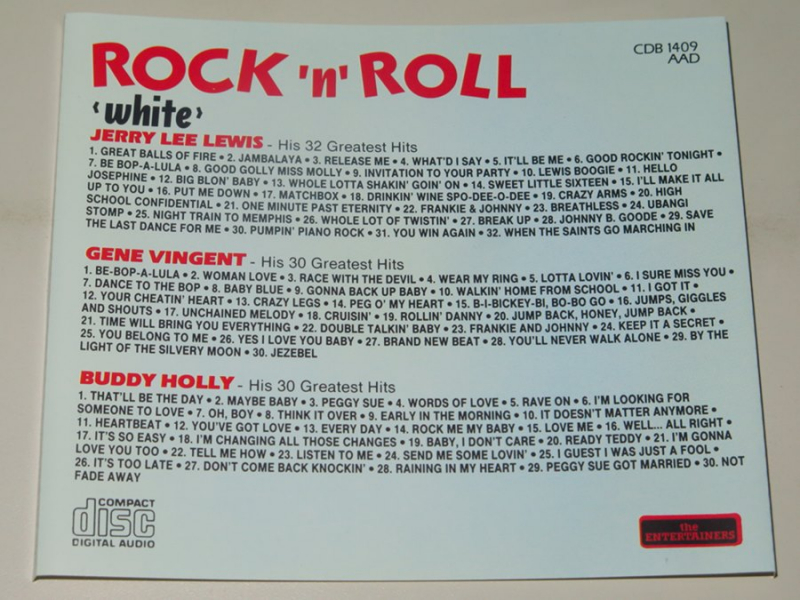 ROCK 'n' ROLL
CDB 1409
AAD
‹white›
JERRY LEE LEWIS - His 32 Greatest Hits
1. GREAT BALLS OF FIRE • 2. JAMBALAYA • 3. RELEASE ME • 4. WHAT'D I SAY • 5. IT'LL BE ME • 6. GOOD ROCKIN' TONIGHT •
7. BE BOP-A-LULA • 8. GOOD GOLLY MISS MOLLY • 9. INVITATION TO YOUR PARTY • 10. LEWIS BOOGIE • 11. HELLO
JOSEPHINE • 12. BIG BLON' BABY • 13. WHOLE LOTTA SHAKIN' GOIN' ON • 14. SWEET LITTLE SIXTEEN • 15. I'LL MAKE IT ALL
UP TO YOU • 16. PUT ME DOWN • 17. MATCHBOX • 18. DRINKIN' WINE SPO-DEE-O-DEE • 19. CRAZY ARMS • 20. HIGH
SCHOOL CONFIDENTIAL • 21. ONE MINUTE PAST ETERNITY • 22. FRANKIE & JOHNNY • 23. BREATHLESS • 24. UBANGI
STOMP • 25. NIGHT TRAIN TO MEMPHIS • 26. WHOLE LOT OF TWISTIN' • 27. BREAK UP • 28. JOHNNY B. GOODE • 29. SAVE
THE LAST DANCE FOR ME • 30. PUMPIN' PIANO ROCK • 31. YOU WIN AGAIN • 32. WHEN THE SAINTS GO MARCHING IN
GENE VINGENT - His 30 Greatest Hits
1. BE-BOP-A-LULA • 2. WOMAN LOVE • 3. RACE WITH THE DEVIL • 4. WEAR MY RING • 5. LOTTA LOVIN' • 6. I SURE MISS YOU •
7. DANCE TO THE BOP • 8. BABY BLUE • 9. GONNA BACK UP BABY • 10. WALKIN' HOME FROM SCHOOL • 11. I GOT IT •
12. YOUR CHEATIN' HEART • 13. CRAZY LEGS • 14. PEG O' MY HEART • 15. B-I-BICKEY-BI, BO-BO GO • 16. JUMPS, GIGGLES
AND SHOUTS • 17. UNCHAINED MELODY • 18. CRUISIN' • 19. ROLLIN' DANNY • 20. JUMP BACK, HONEY, JUMP BACK •
21. TIME WILL BRING YOU EVERYTHING • 22. DOUBLE TALKIN' BABY • 23. FRANKIE AND JOHNNY • 24. KEEP IT A SECRET •
25. YOU BELONG TO ME • 26. YES I LOVE YOU BABY • 27. BRAND NEW BEAT • 28. YOU'LL NEVER WALK ALONE • 29. BY THE
LIGHT OF THE SILVERY MOON • 30. JEZEBEL
BUDDY HOLLY - His 30 Greatest Hits
1. THAT'LL BE THE DAY • 2. MAYBE BABY • 3. PEGGY SUE • 4. WORDS OF LOVE • 5. RAVE ON • 6. I'M LOOKING FOR
SOMEONE TO LOVE • 7. OH, BOY • 8. THINK IT OVER • 9. EARLY IN THE MORNING • 10. IT DOESN'T MATTER ANYMORE •
11. HEARTBEAT • 12. YOU'VE GOT LOVE • 13. EVERY DAY • 14. ROCK ME MY BABY • 15. LOVE ME • 16. WELL... ALL RIGHT •
17. IT'S SO EASY • 18. I'M CHANGING ALL THOSE CHANGES • 19. BABY, I DON'T CARE • 20. READY TEDDY • 21. I'M GONNA
LOVE YOU TOO • 22. TELL ME HOW • 23. LISTEN TO ME • 24. SEND ME SOME LOVIN' • 25. I GUEST I WAS JUST A FOOL •
26. IT'S TOO LATE • 27. DON'T COME BACK KNOCKIN' • 28. RAINING IN MY HEART • 29. PEGGY SUE GOT MARRIED • 30. NOT
FADE AWAY
COMPACT
disc
DIGITAL AUDIO
the
ENTERTAINERS